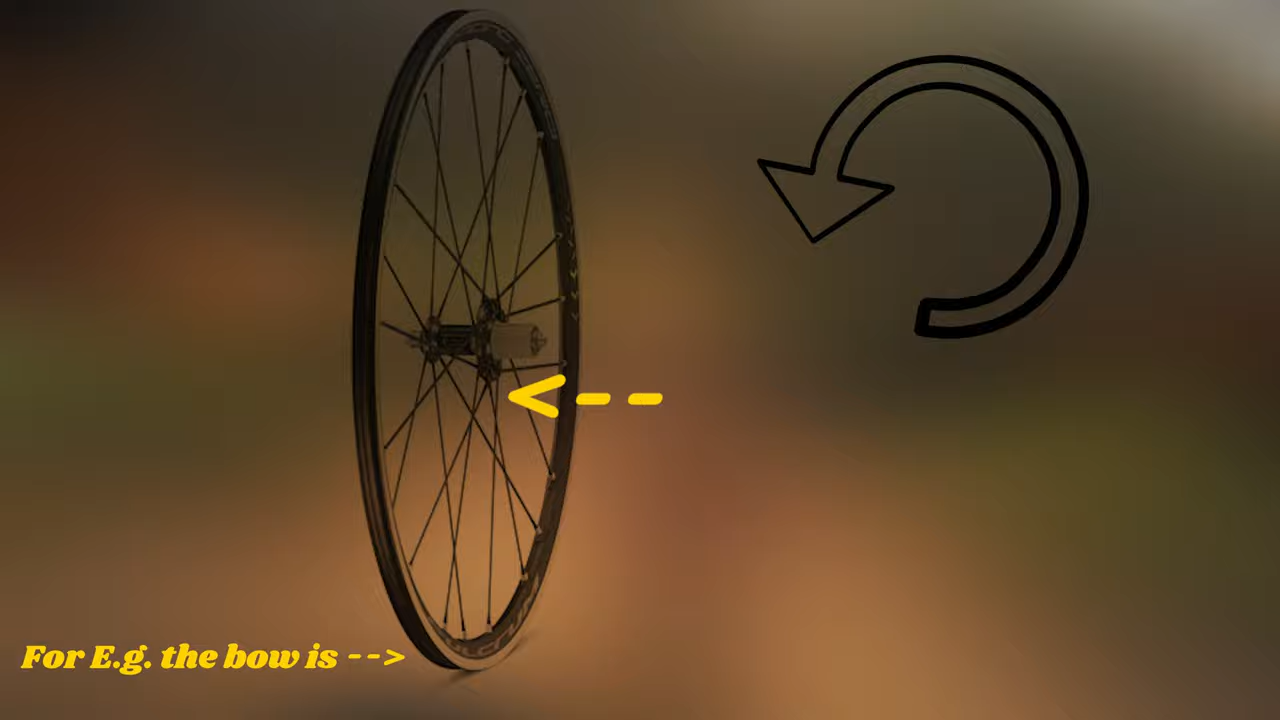 <--
For E.g. the bow is -->